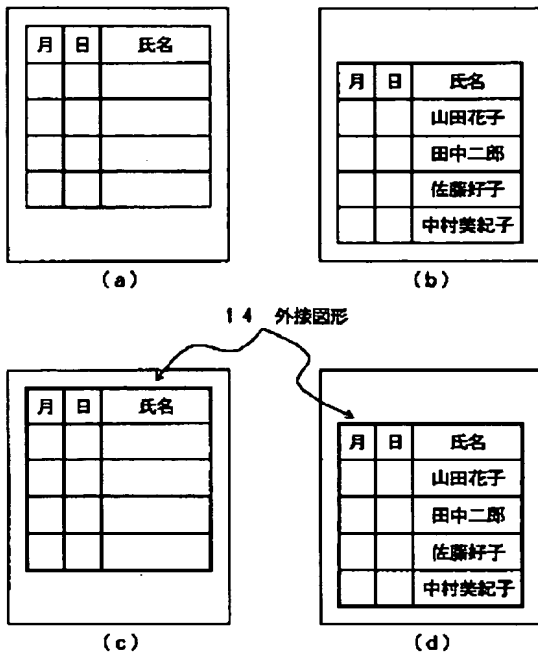 月 日 氏名
(a)
月 日 氏名
山田花子
田中二郎
佐藤好子
中村美紀子
(b)
14 外接図形
月 日 氏名
(c)
月 日 氏名
山田花子
田中二郎
佐藤好子
中村美紀子
(d)